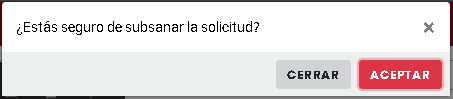 ¿Estás seguro de subsanar la solicitud? ×
CERRAR ACEPTAR